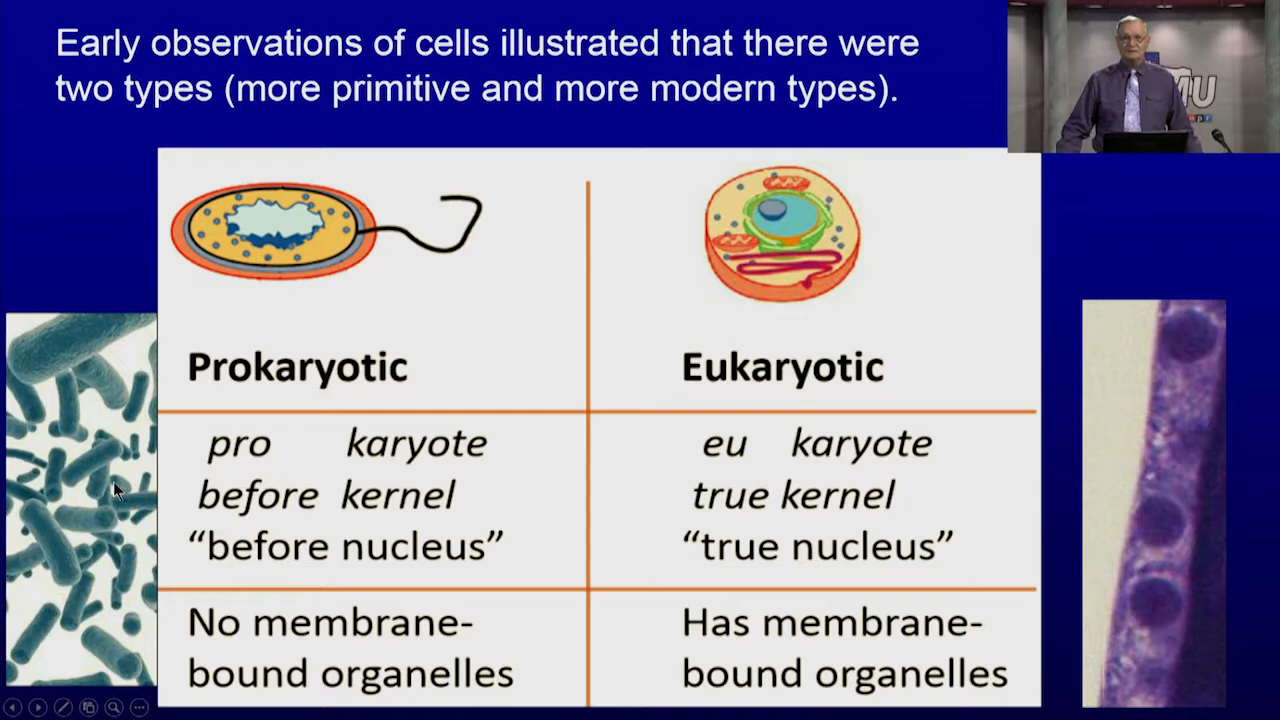 Early observations of cells illustrated that there were
two types (more primitive and more modern types).
MU
npr
Prokaryotic
Eukaryotic
pro karyote
eu karyote
before kernel
true kernel
“before nucleus”
“true nucleus”
No membrane-
bound organelles
Has membrane-
bound organelles